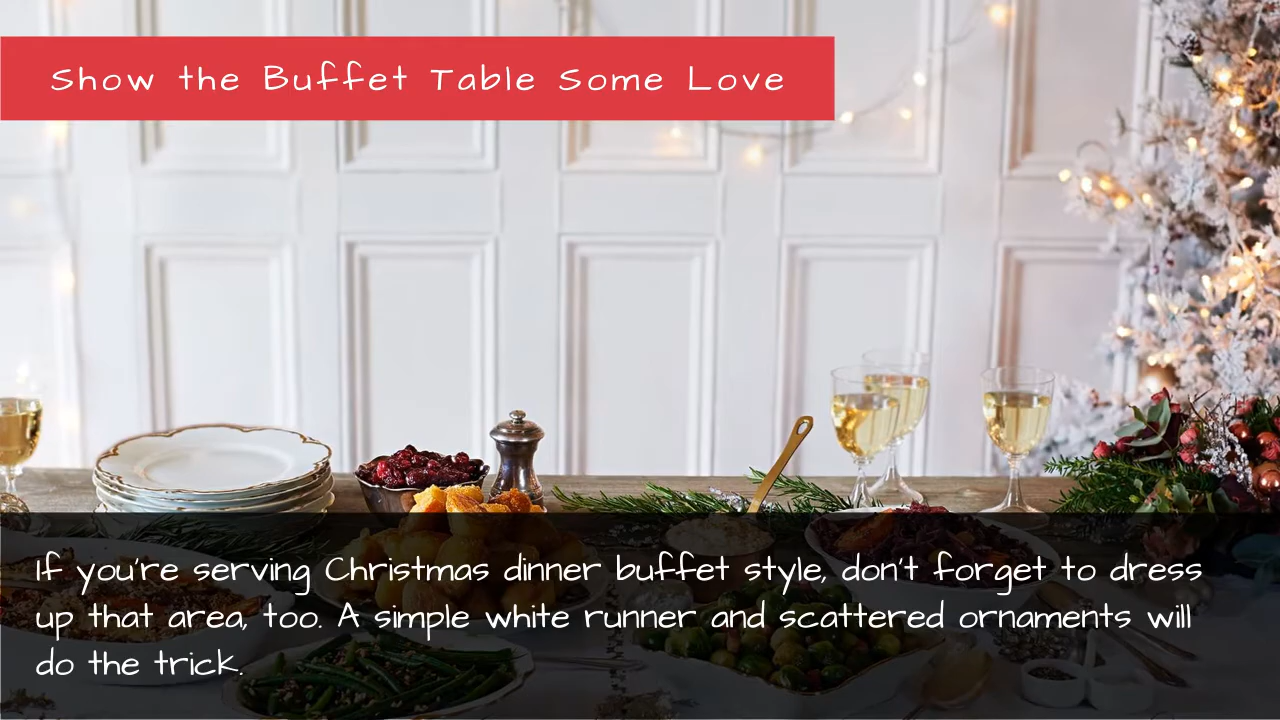 Show the Buffet Table Some Love
If you're serving Christmas dinner buffet style, don't forget to dress
up that area, too. A simple white runner and scattered ornaments will
do the trick.